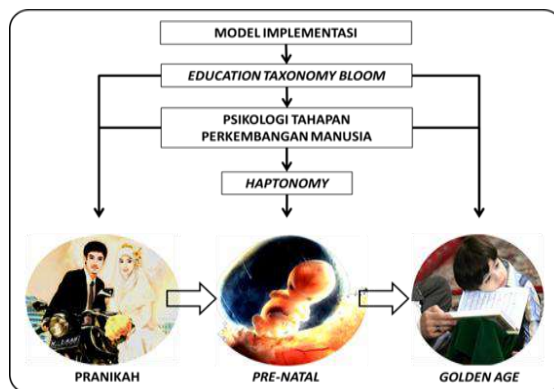 MODEL IMPLEMENTASI
EDUCATION TAXONOMY BLOOM
PSIKOLOGI TAHAPAN
PERKEMBANGAN MANUSIA
HAPTONOMY
PRANIKAH
PRE-NATAL
GOLDEN AGE